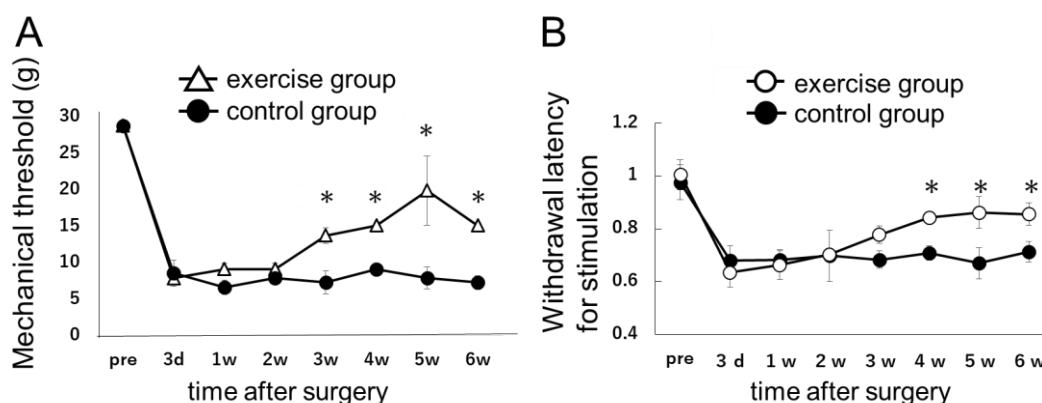 A
Mechanical threshold (g)
exercise group
control group
30
25
20
15
10
5
0
*
*
*
*
pre 3d 1w 2w 3w 4w 5w 6w
time after surgery
B
Withdrawal latency
for stimulation
exercise group
control group
1.2
1
0.8
0.6
0.4
* * *
pre 3 d 1 w 2 w 3 w 4 w 5 w 6 w
time after surgery